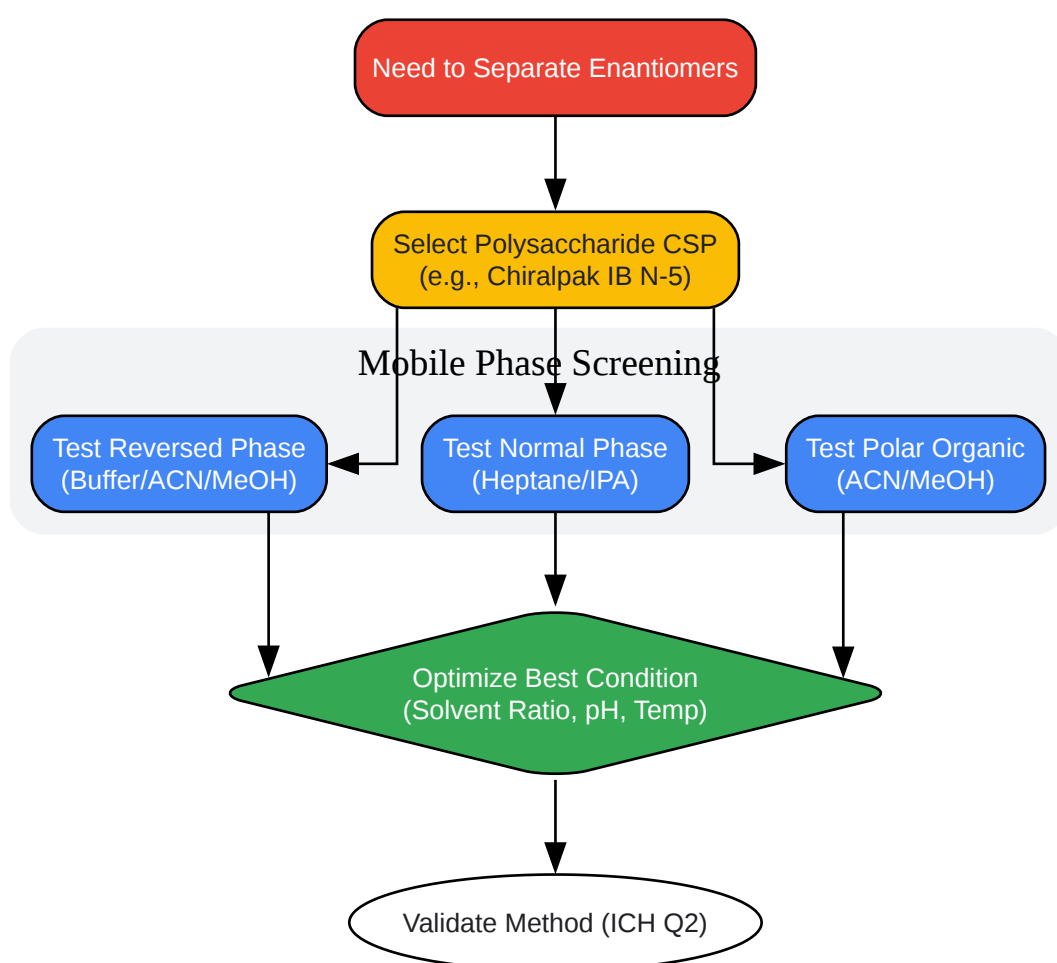 Need to Separate Enantiomers
Select Polysaccharide CSP
(e.g., Chiralpak IB N-5)
Mobile Phase Screening
Test Reversed Phase
(Buffer/ACN/MeOH)
Test Normal Phase
(Heptane/IPA)
Test Polar Organic
(ACN/MeOH)
Optimize Best Condition
(Solvent Ratio, pH, Temp)
Validate Method (ICH Q2)